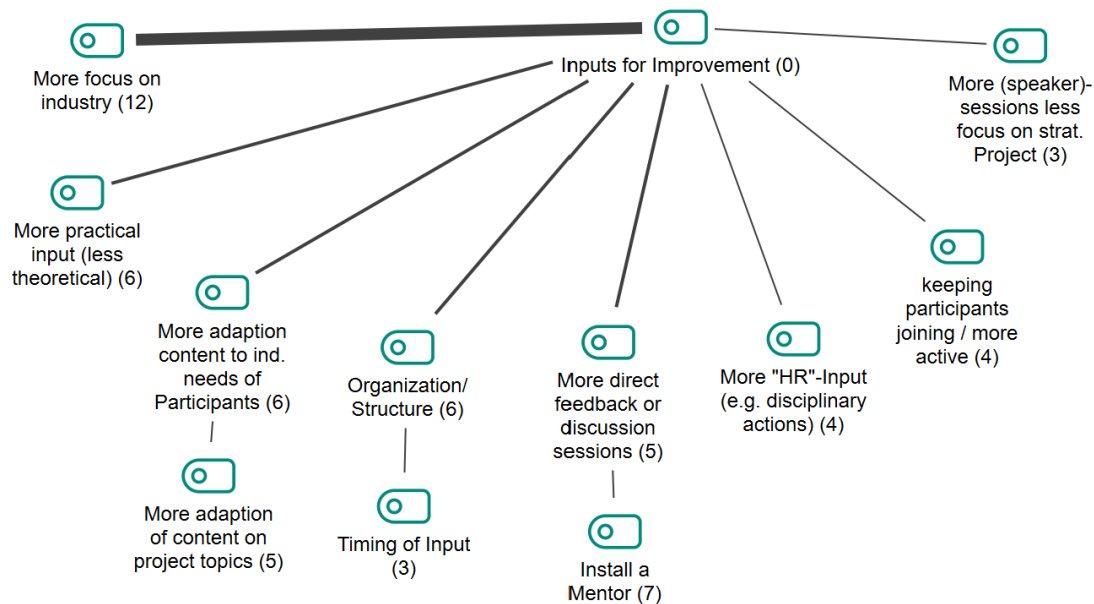 Inputs for Improvement (0)
More focus on
industry (12)
More (speaker)-
sessions less
focus on strat.
Project (3)
More practical
input (less
theoretical) (6)
keeping
participants
joining / more
active (4)
More adaption
content to ind.
needs of
Participants (6)
Organization/
Structure (6)
More direct
feedback or
discussion
sessions (5)
More "HR"-Input
(e.g. disciplinary
actions) (4)
More adaption
of content on
project topics (5)
Timing of Input
(3)
Install a
Mentor (7)